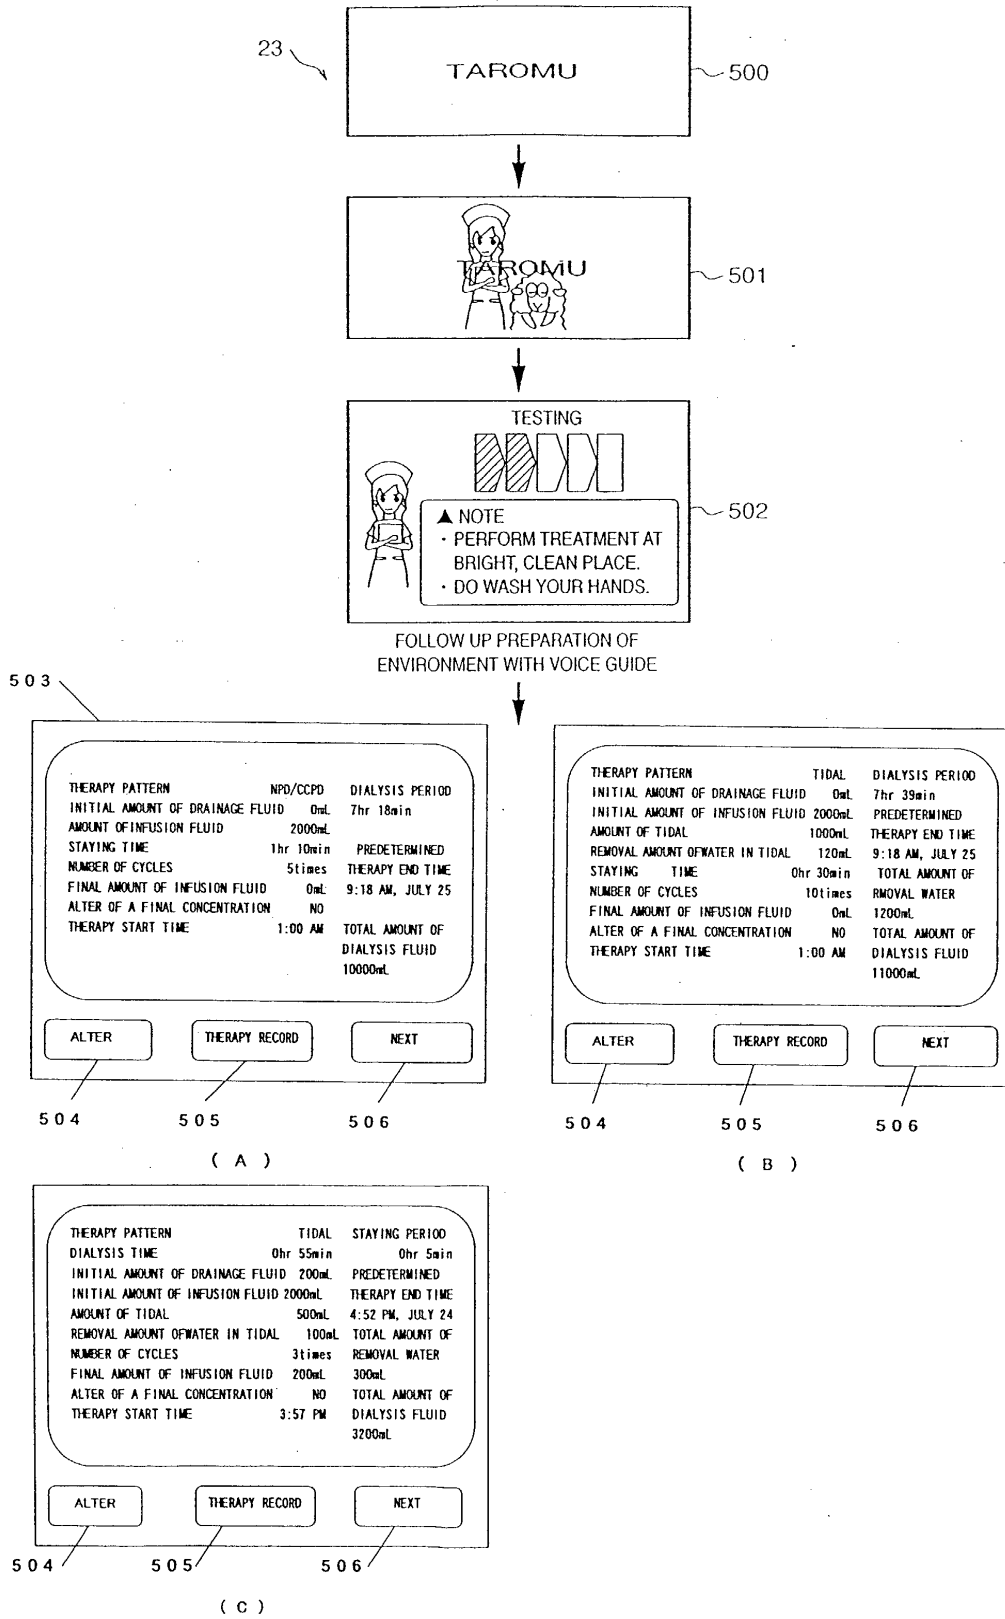 23
TAROMU
500
TAROMU
501
TESTING
▲ NOTE
· PERFORM TREATMENT AT
BRIGHT, CLEAN PLACE.
· DO WASH YOUR HANDS.
502
FOLLOW UP PREPARATION OF
ENVIRONMENT WITH VOICE GUIDE
503
THERAPY PATTERN NPD/CCPD DIALYSIS PERIOD
INITIAL AMOUNT OF DRAINAGE FLUID 0mL 7hr 18min
AMOUNT OFINFUSION FLUID 2000mL
STAYING TIME 1hr 10min PREDETERMINED
NUMBER OF CYCLES 5times THERAPY END TIME
FINAL AMOUNT OF INFUSION FLUID 0mL 9:18 AM, JULY 25
ALTER OF A FINAL CONCENTRATION NO
THERAPY START TIME 1:00 AM TOTAL AMOUNT OF
DIALYSIS FLUID
10000mL
ALTER THERAPY RECORD NEXT
504 505 506
( A )
THERAPY PATTERN TIDAL DIALYSIS PERIOD
INITIAL AMOUNT OF DRAINAGE FLUID 0mL 7hr 39min
INITIAL AMOUNT OF INFUSION FLUID 2000mL PREDETERMINED
AMOUNT OF TIDAL 1000mL THERAPY END TIME
REMOVAL AMOUNT OFWATER IN TIDAL 120mL 9:18 AM, JULY 25
STAYING TIME 0hr 30min TOTAL AMOUNT OF
NUMBER OF CYCLES 10times RMOVAL WATER
FINAL AMOUNT OF INFUSION FLUID 0mL 1200mL
ALTER OF A FINAL CONCENTRATION NO TOTAL AMOUNT OF
THERAPY START TIME 1:00 AM DIALYSIS FLUID
11000mL
ALTER THERAPY RECORD NEXT
504 505 506
( B )
THERAPY PATTERN TIDAL STAYING PERIOD
DIALYSIS TIME 0hr 55min 0hr 5min
INITIAL AMOUNT OF DRAINAGE FLUID 200mL PREDETERMINED
INITIAL AMOUNT OF INFUSION FLUID 2000mL THERAPY END TIME
AMOUNT OF TIDAL 500mL 4:52 PM, JULY 24
REMOVAL AMOUNT OFWATER IN TIDAL 100mL TOTAL AMOUNT OF
NUMBER OF CYCLES 3times REMOVAL WATER
FINAL AMOUNT OF INFUSION FLUID 200mL 300mL
ALTER OF A FINAL CONCENTRATION NO TOTAL AMOUNT OF
THERAPY START TIME 3:57 PM DIALYSIS FLUID
3200mL
ALTER THERAPY RECORD NEXT
504 505 506
( C )